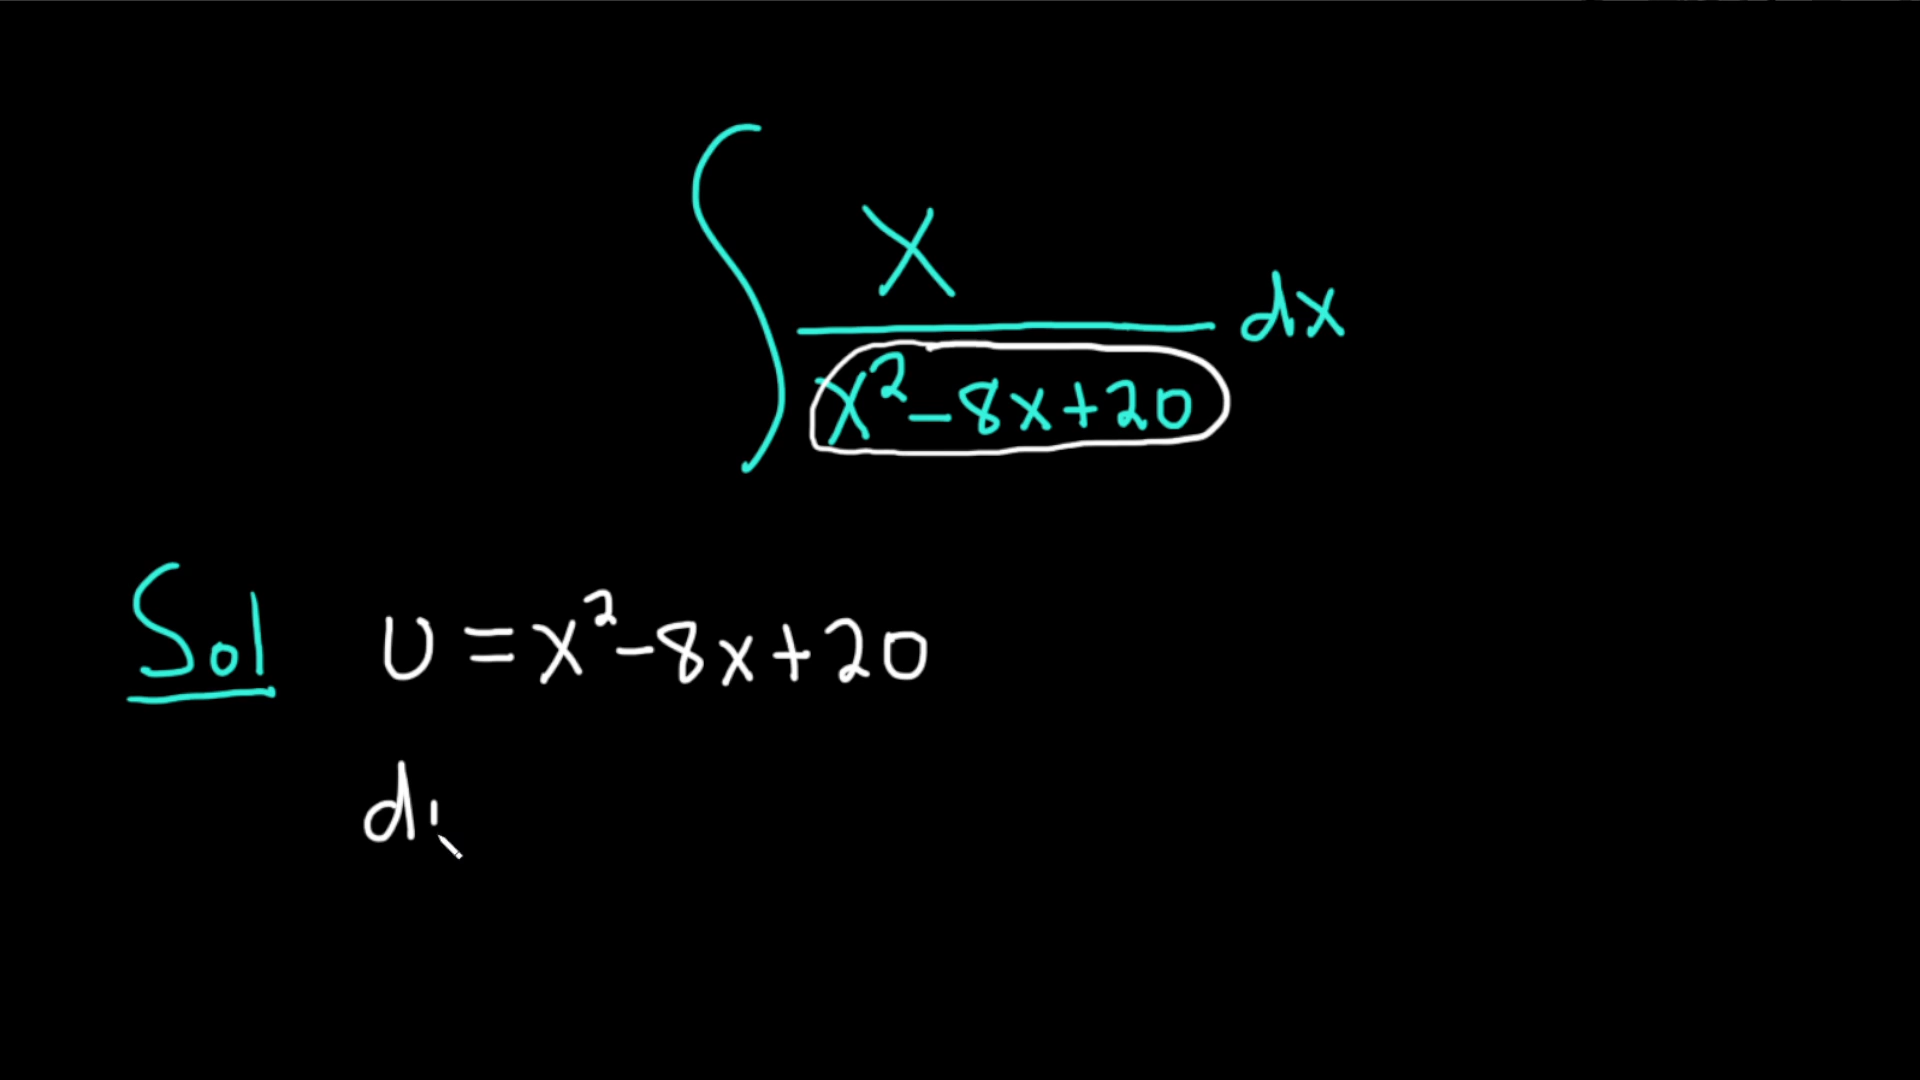 ∫ x / (x² - 8x + 20) dx
Sol u = x² - 8x + 20
d